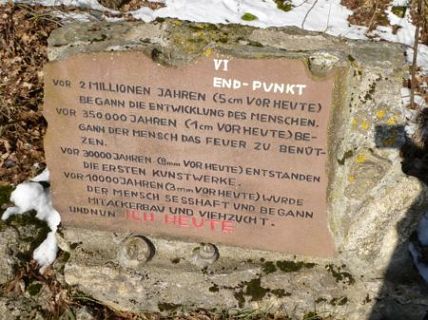 VI
END-PUNKT
VOR 2 MILLIONEN JAHREN (5cm VOR HEUTE)
BEGANN DIE ENTWICKLUNG DES MENSCHEN.
VOR 350.000 JAHREN (1cm VOR HEUTE) BE-
GANN DER MENSCH DAS FEUER ZU BENÜT-
ZEN.
VOR 30000 JAHREN (8mm VOR HEUTE) ENTSTANDEN
DIE ERSTEN KUNSTWERKE.
VOR 10000 JAHREN (3mm VOR HEUTE) WURDE
DER MENSCH SESSHAFT UND BEGANN
MIT ACKERBAU UND VIEHZUCHT.
UND NUN HEUTE